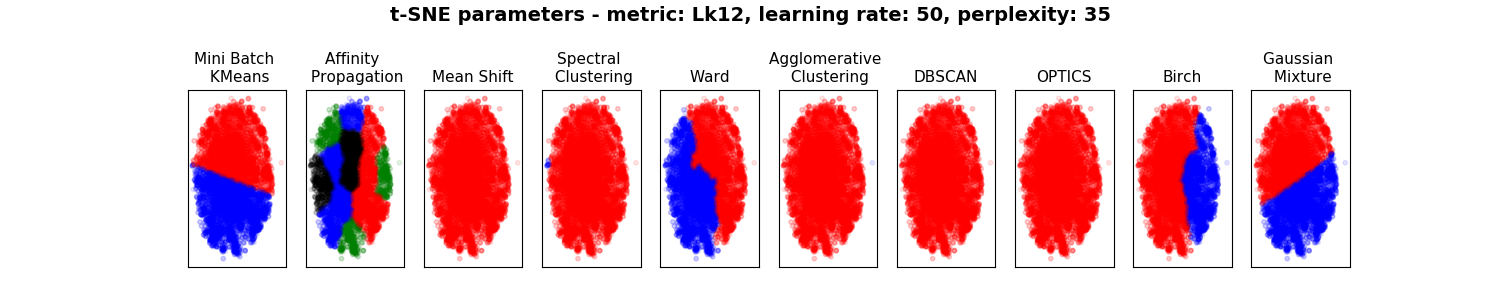 t-SNE parameters - metric: Lk12, learning rate: 50, perplexity: 35
Mini Batch
KMeans
Affinity
Propagation
Mean Shift
Spectral
Clustering
Ward
Agglomerative
Clustering
DBSCAN
OPTICS
Birch
Gaussian
Mixture